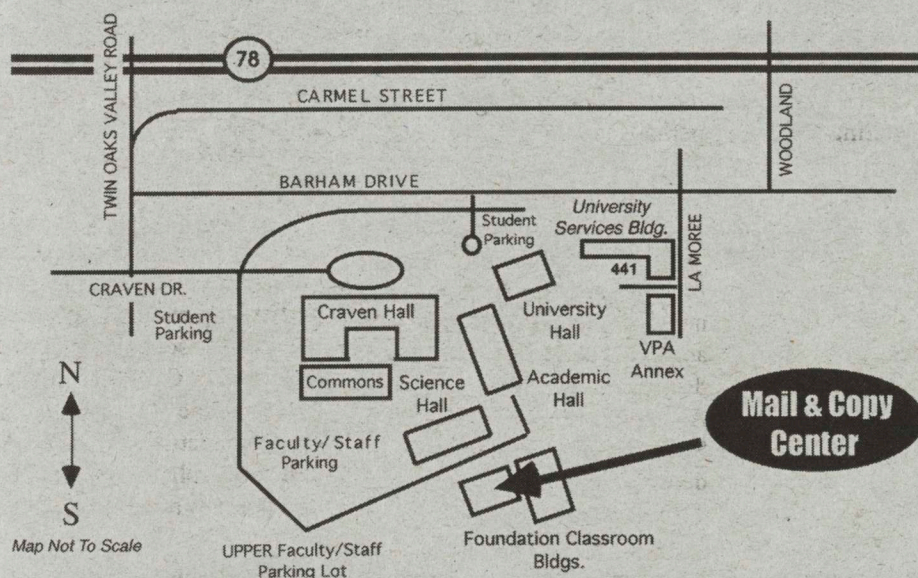 TWIN OAKS VALLEY ROAD
78
CARMEL STREET
WOODLAND
BARHAM DRIVE
Student
Parking
University
Services Bldg.
441
LA MOREE
CRAVEN DR.
Student
Parking
Craven Hall
University
Hall
VPA
Annex
Commons
Science
Hall
Academic
Hall
Mail & Copy
Center
N
S
Map Not To Scale
Faculty/Staff
Parking
UPPER Faculty/Staff
Parking Lot
Foundation Classroom
Bldgs.